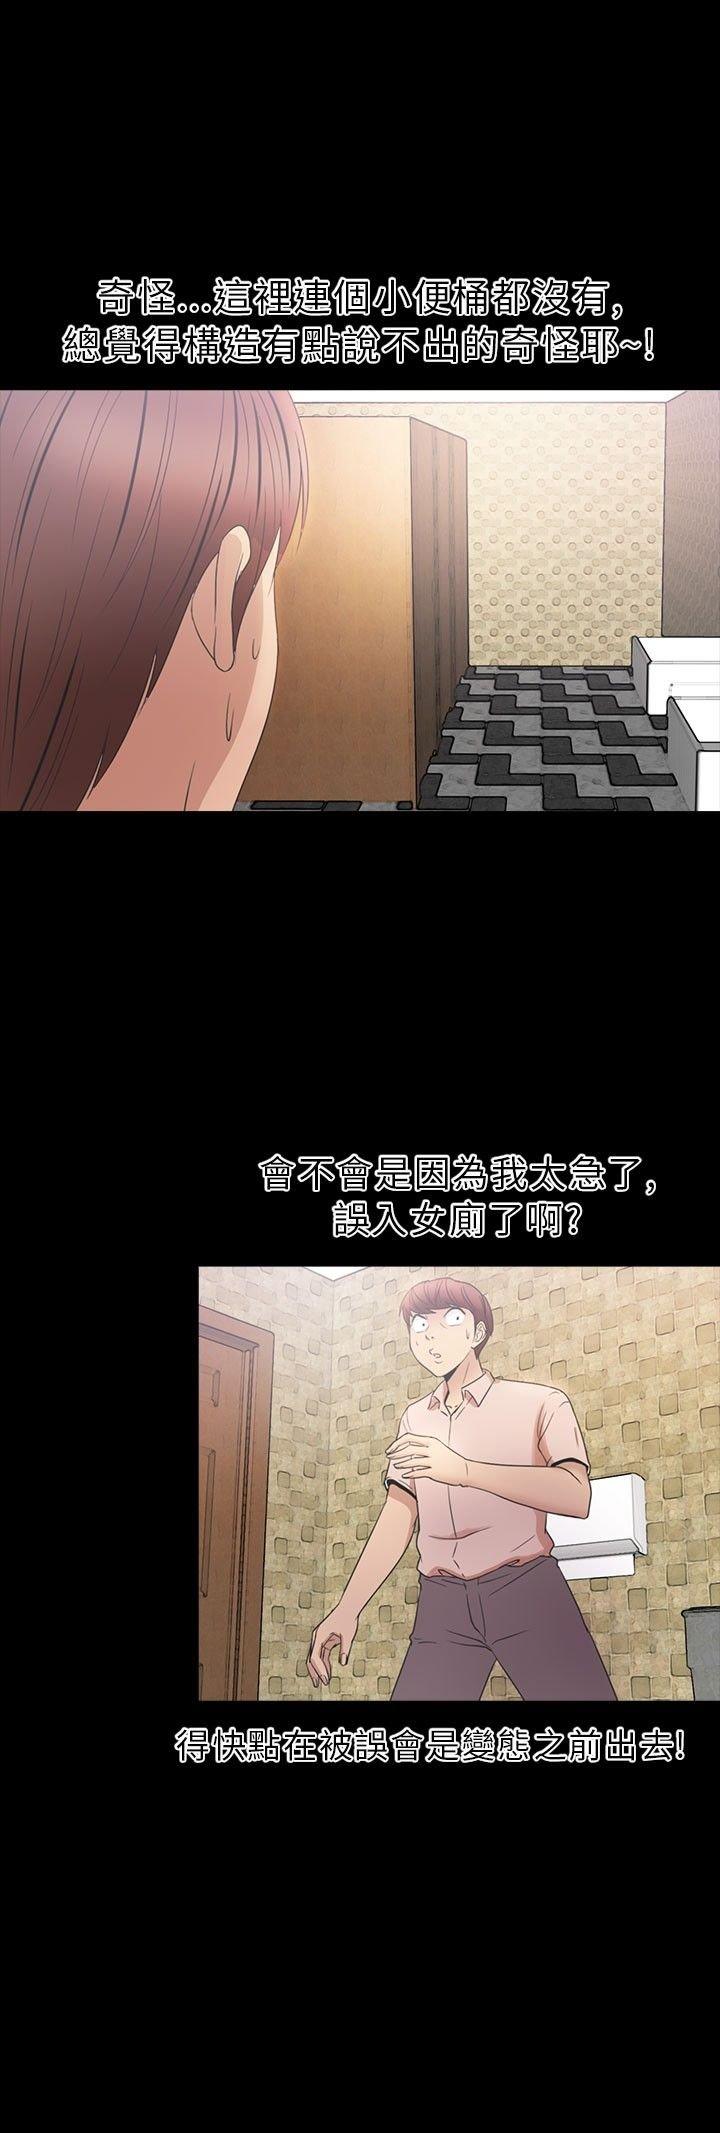 奇怪...這裡連個小便桶都沒有,
總覺得構造有點說不出的奇怪耶~!
會不會是因為我太急了,
誤入女廁了啊?
得快點在被誤會是變態之前出去!